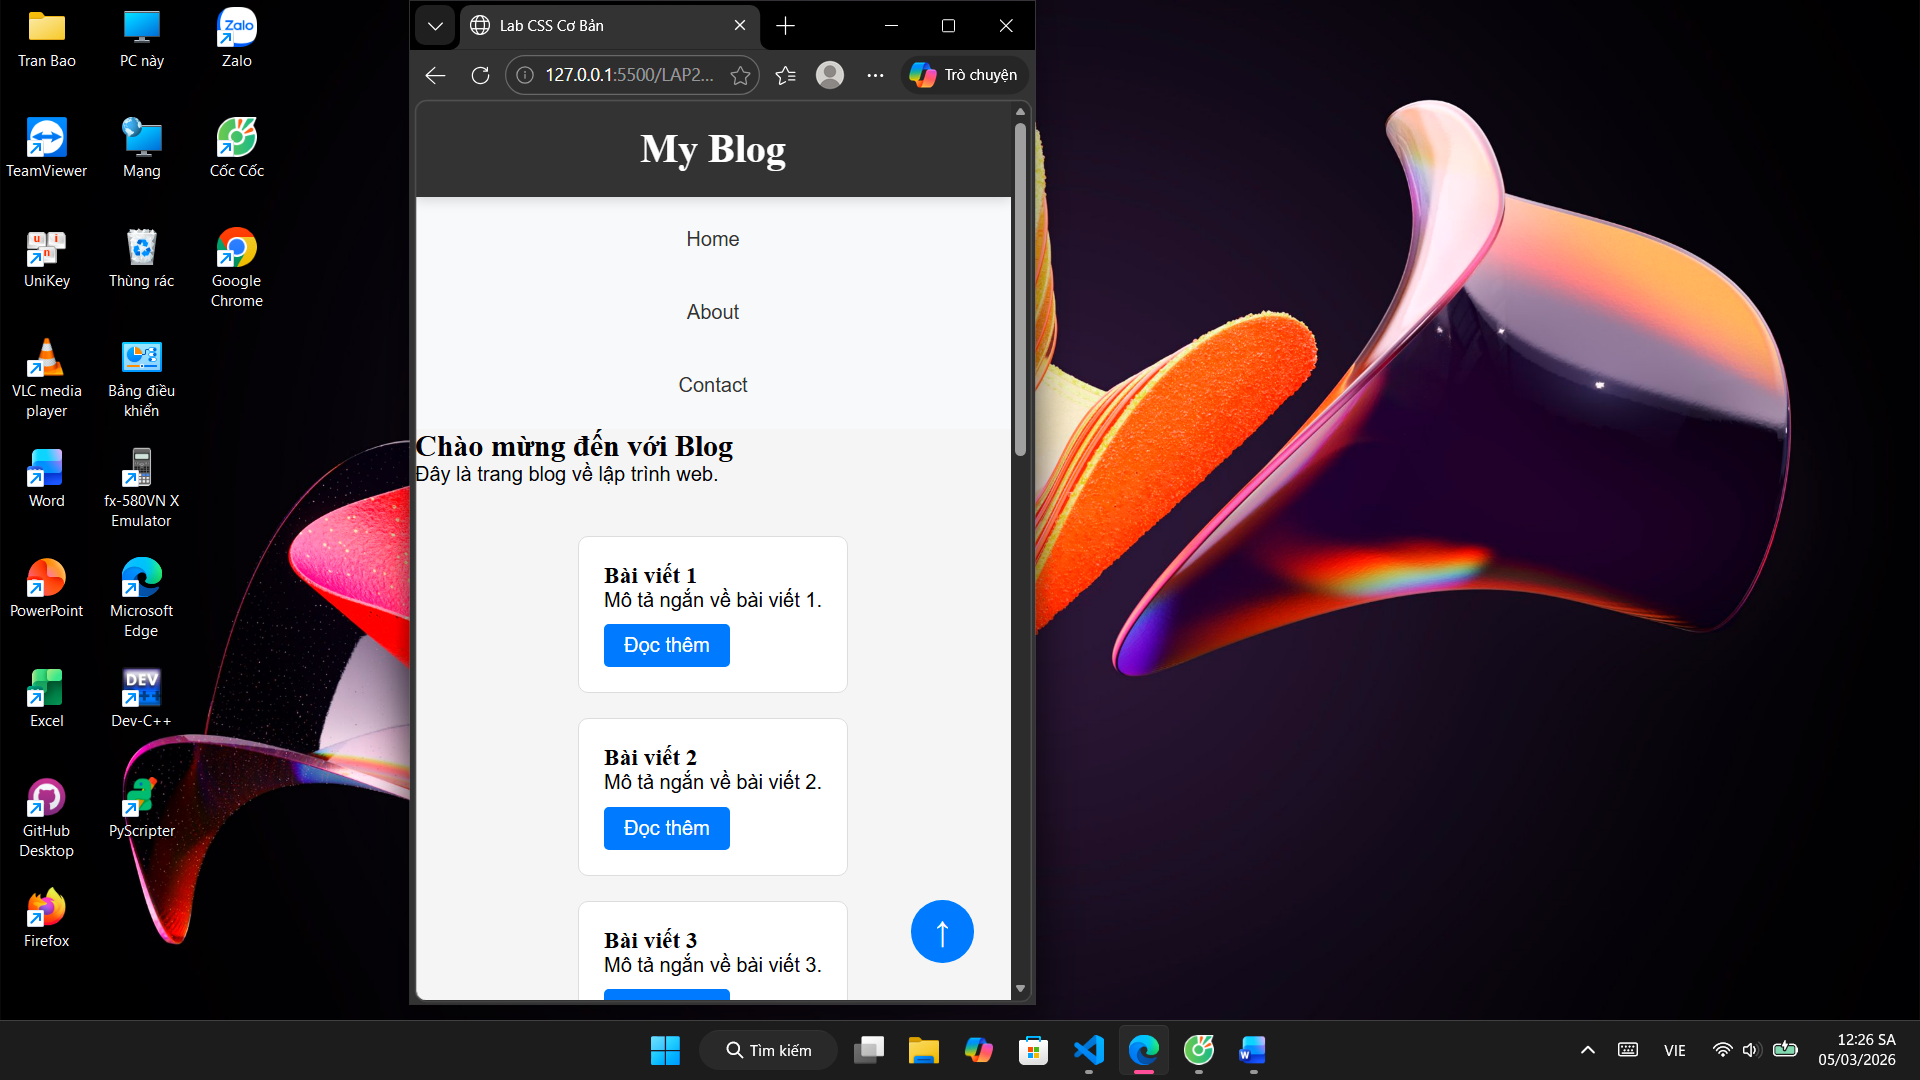 Tran Bao
PC này
Zalo
TeamViewer
Mạng
Cốc Cốc
UniKey
Thùng rác
Google
Chrome
VLC media
player
Bảng điều
khiển
Word
fx-580VN X
Emulator
PowerPoint
Microsoft
Edge
Excel
Dev-C++
GitHub
Desktop
PyScripter
Firefox
Lab CSS Cơ Bản
127.0.0.1:5500/LAP2...
Trò chuyện
My Blog
Home
About
Contact
Chào mừng đến với Blog
Đây là trang blog về lập trình web.
Bài viết 1
Mô tả ngắn về bài viết 1.
Đọc thêm
Bài viết 2
Mô tả ngắn về bài viết 2.
Đọc thêm
Bài viết 3
Mô tả ngắn về bài viết 3.
↑
Tìm kiếm
VIE
12:26 SA
05/03/2026